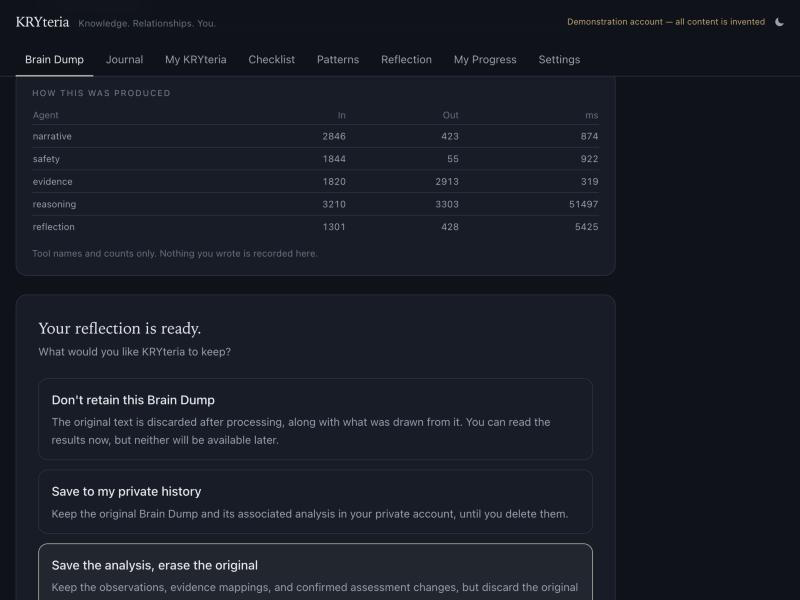 KRYteria Knowledge. Relationships. You. Demonstration account — all content is invented
Brain Dump Journal My KRYteria Checklist Patterns Reflection My Progress Settings
HOW THIS WAS PRODUCED
Agent In Out ms
narrative 2846 423 874
safety 1844 55 922
evidence 1820 2913 319
reasoning 3210 3303 51497
reflection 1301 428 5425
Tool names and counts only. Nothing you wrote is recorded here.
Your reflection is ready.
What would you like KRYteria to keep?
Don't retain this Brain Dump
The original text is discarded after processing, along with what was drawn from it. You can read the
results now, but neither will be available later.
Save to my private history
Keep the original Brain Dump and its associated analysis in your private account, until you delete them.
Save the analysis, erase the original
Keep the observations, evidence mappings, and confirmed assessment changes, but discard the original